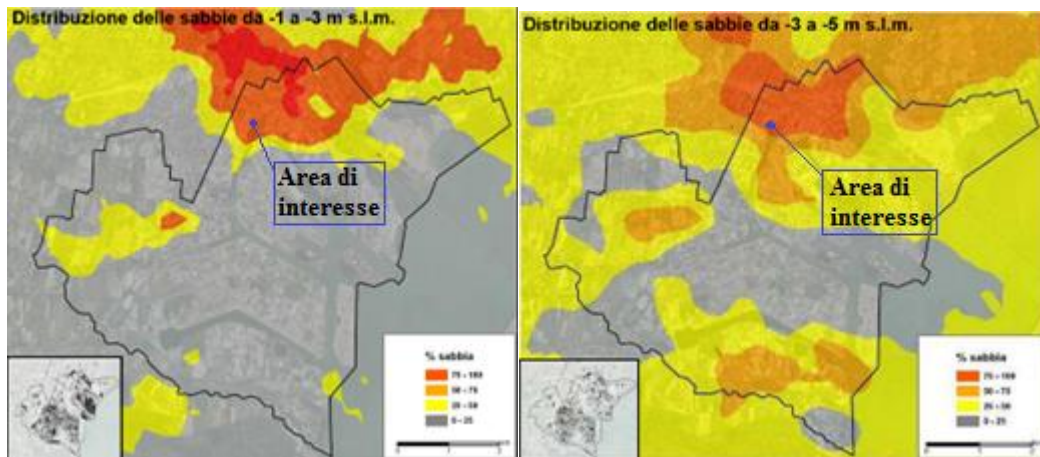 Distribuzione delle sabbie da -1 a -3 m s.l.m.
Area di
interesse
% sabbia
75 - 100
50 - 75
25 - 50
0 - 25
Distribuzione delle sabbie da -3 a -5 m s.l.m.
Area di
interesse
% sabbia
75 - 100
50 - 75
25 - 50
0 - 25